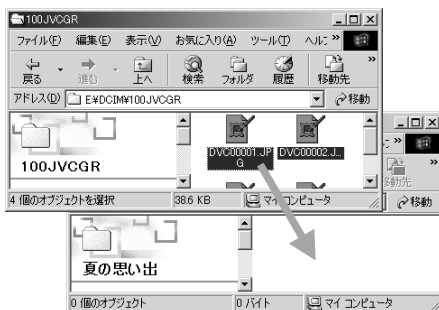 100JVCGR
ファイル(F) 編集(E) 表示(V) お気に入り(A) ツール(T) ヘルプ »
戻る 進む 上へ 検索 フォルダ 履歴 移動先 »
アドレス(D) E:¥DCIM¥100JVCGR 移動
100JVCGR
DVC00001.JPG DVC00002.J...
4 個のオブジェクトを選択 38.6 KB マイ コンピュータ
»
移動先 »
移動
夏の思い出
0 個のオブジェクト 0 バイト マイ コンピュータ